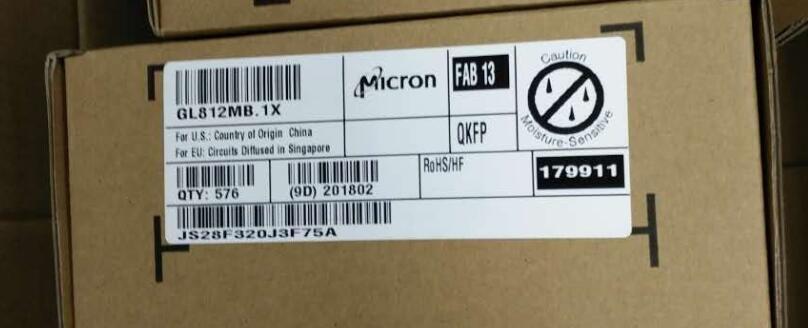 GL812MB.1X
For U.S.: Country of Origin China
For EU: Circuits Diffused in Singapore
Micron
FAB 13
QKFP
Caution
Moisture-Sensitive
QTY: 576
(9D) 201802
RoHS/HF
179911
JS28F320J3F75A